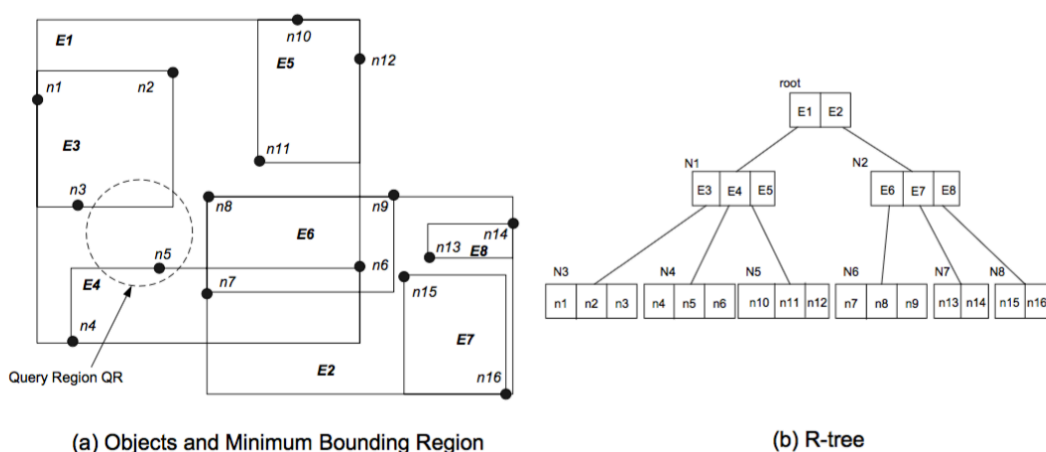 E1
n10
E5
n12
n1
n2
E3
n11
n3
n8
n9
n14
E6
n13
E8
n5
n6
E4
n7
n15
n4
E7
Query Region QR
E2
n16
(a) Objects and Minimum Bounding Region
root
E1 E2
N1
N2
E3 E4 E5
E6 E7 E8
N3 N4 N5 N6 N7 N8
n1 n2 n3
n4 n5 n6
n10 n11 n12
n7 n8 n9
n13 n14
n15 n16
(b) R-tree